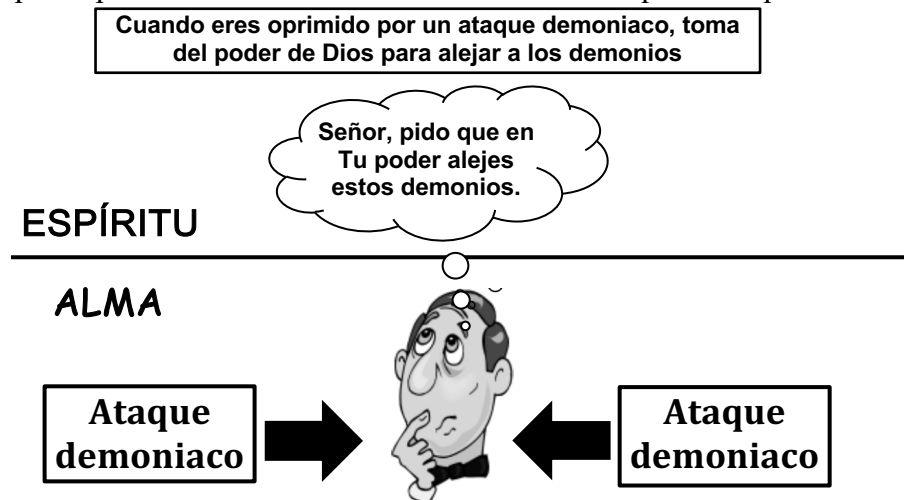 Cuando eres oprimido por un ataque demoniaco, toma
del poder de Dios para alejar a los demonios
Señor, pido que en
Tu poder alejes
estos demonios.
ESPÍRITU
ALMA
Ataque
demoniaco
Ataque
demoniaco